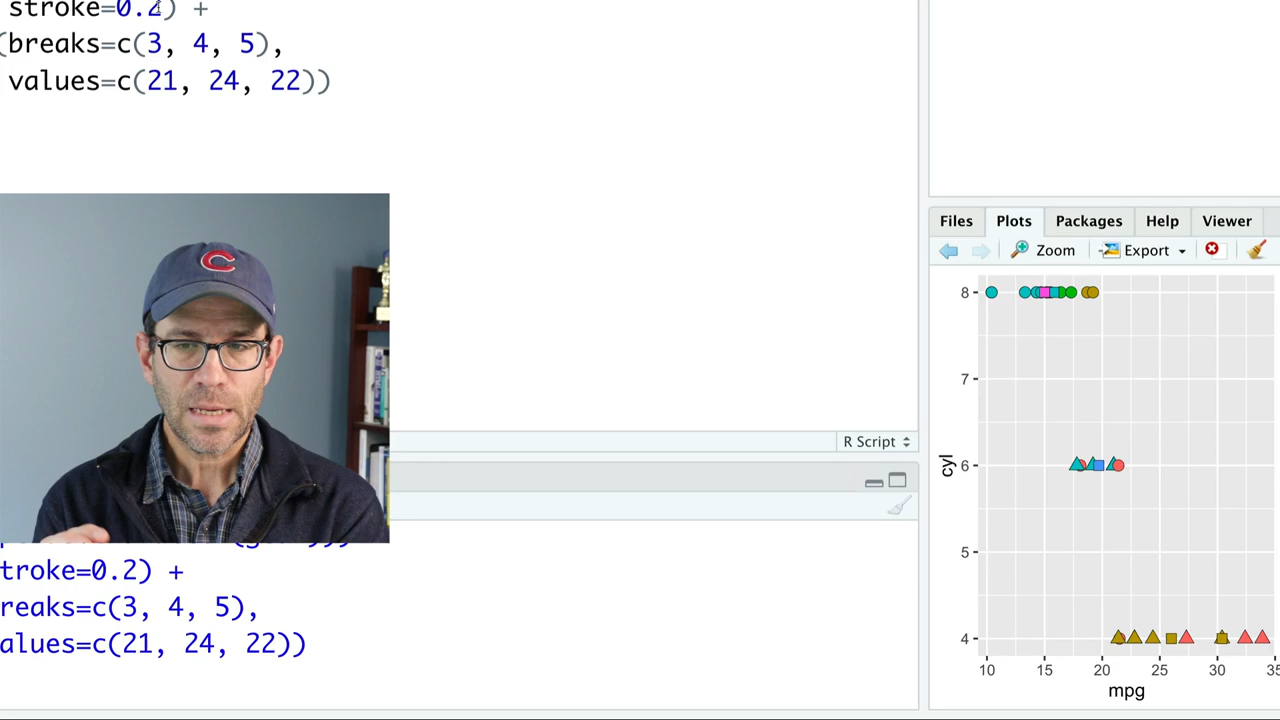 stroke=0.2) +
(breaks=c(3, 4, 5),
values=c(21, 24, 22))
Files Plots Packages Help Viewer
Zoom Export
R Script
troke=0.2) +
reaks=c(3, 4, 5),
alues=c(21, 24, 22))
8
7
6
5
4
cyl
10 15 20 25 30 35
mpg
C